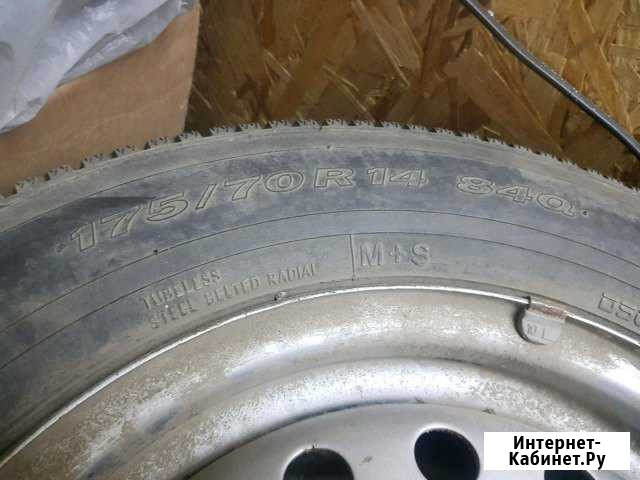 175/70R14 84Q
TUBELESS
STEEL BELTED RADIAL
M+S
Интернет-
Кабинет.Ру